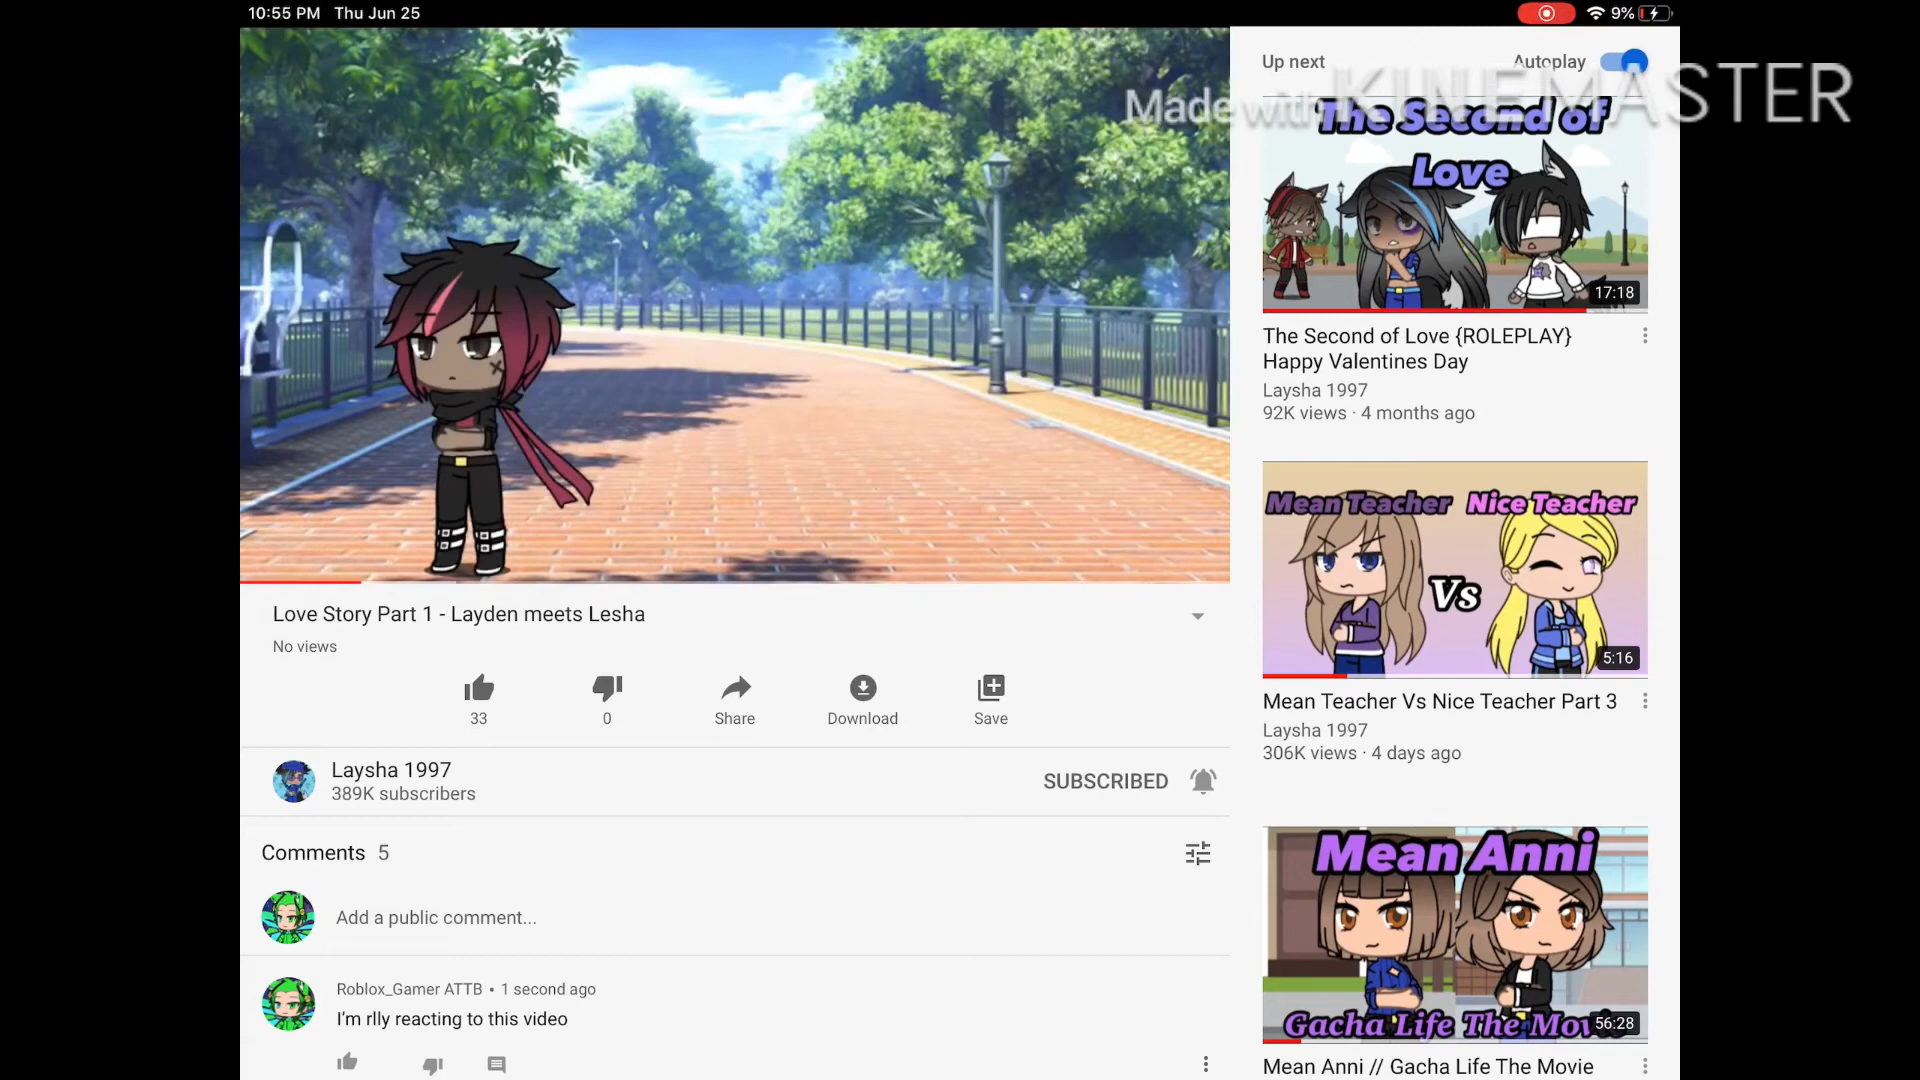 10:55 PM Thu Jun 25
9%
Up next
Autoplay
Made with KINEMASTER
The Second of
Love
17:18
The Second of Love {ROLEPLAY}
Happy Valentines Day
Laysha 1997
92K views · 4 months ago
Mean Teacher Nice Teacher
Vs
5:16
Mean Teacher Vs Nice Teacher Part 3
Laysha 1997
306K views · 4 days ago
Mean Anni
Gacha Life The Movie
56:28
Mean Anni // Gacha Life The Movie
Love Story Part 1 - Layden meets Lesha
No views
33
0
Share
Download
Save
Laysha 1997
389K subscribers
SUBSCRIBED
Comments 5
Add a public comment...
Roblox_Gamer ATTB • 1 second ago
I'm rlly reacting to this video